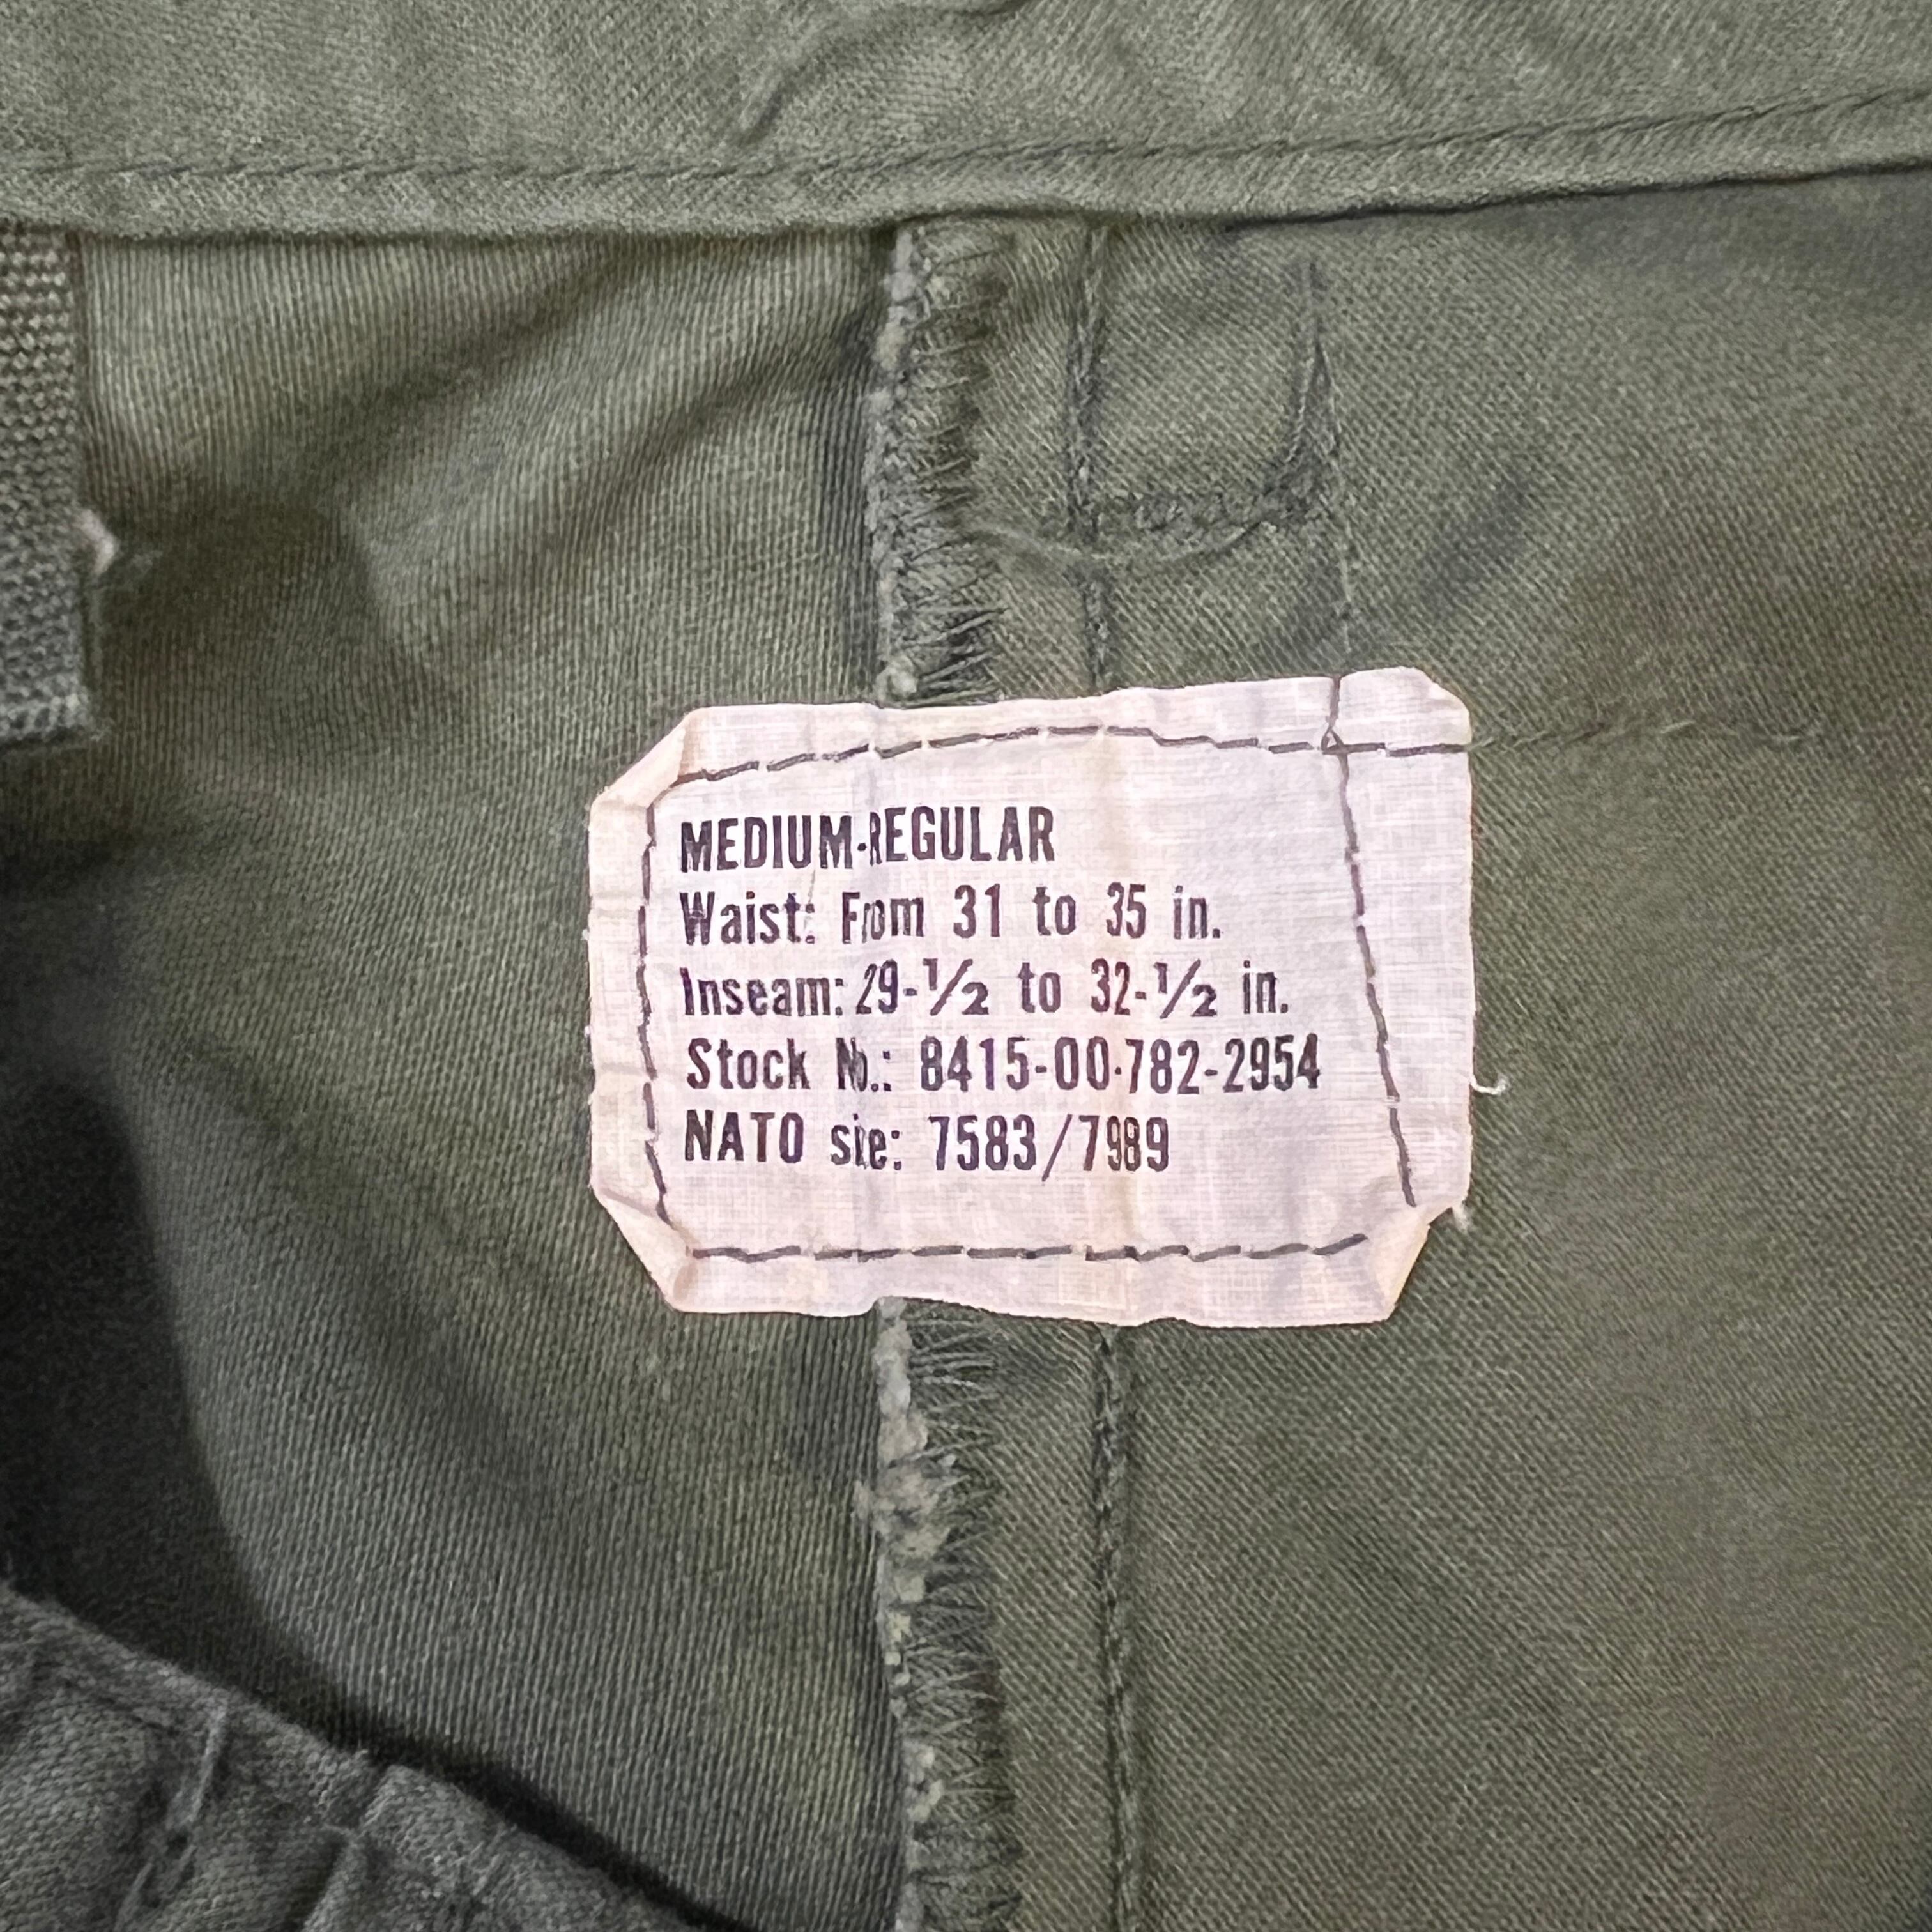 MEDIUM-REGULAR
Waist: From 31 to 35 in.
Inseam: 29-1/2 to 32-1/2 in.
Stock No.: 8415-00-782-2954
NATO size: 7583/7989